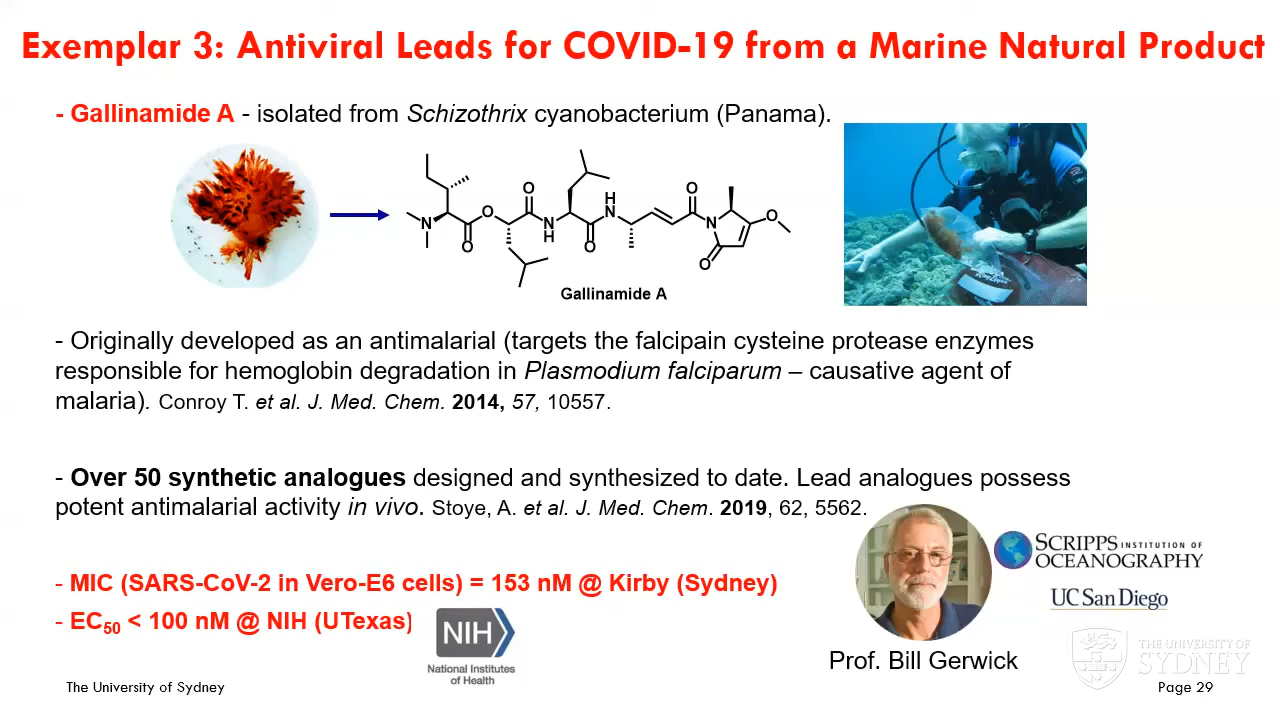 Exemplar 3: Antiviral Leads for COVID-19 from a Marine Natural Product
- Gallinamide A - isolated from Schizothrix cyanobacterium (Panama).
N
O
O
O
N
H
O
H
N
O
N
O
O
Gallinamide A
- Originally developed as an antimalarial (targets the falcipain cysteine protease enzymes
responsible for hemoglobin degradation in Plasmodium falciparum – causative agent of
malaria). Conroy T. et al. J. Med. Chem. 2014, 57, 10557.
- Over 50 synthetic analogues designed and synthesized to date. Lead analogues possess
potent antimalarial activity in vivo. Stoye, A. et al. J. Med. Chem. 2019, 62, 5562.
- MIC (SARS-CoV-2 in Vero-E6 cells) = 153 nM @ Kirby (Sydney)
- EC50 < 100 nM @ NIH (UTexas)
NIH
National Institutes
of Health
SCRIPPS INSTITUTION OF
OCEANOGRAPHY
UC San Diego
Prof. Bill Gerwick
THE UNIVERSITY OF
SYDNEY
The University of Sydney
Page 29